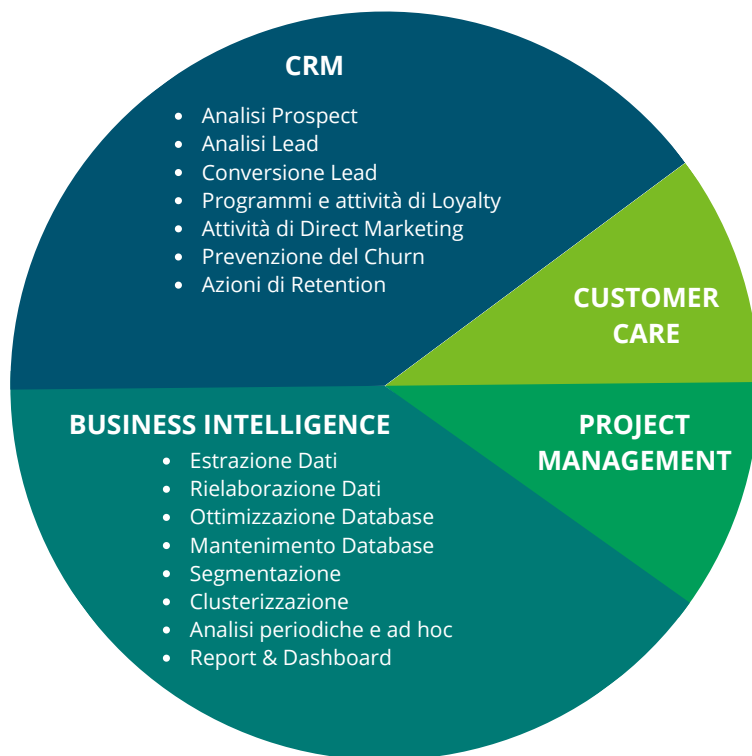 CRM
• Analisi Prospect
• Analisi Lead
• Conversione Lead
• Programmi e attività di Loyalty
• Attività di Direct Marketing
• Prevenzione del Churn
• Azioni di Retention
CUSTOMER
CARE
BUSINESS INTELLIGENCE
• Estrazione Dati
• Rielaborazione Dati
• Ottimizzazione Database
• Mantenimento Database
• Segmentazione
• Clusterizzazione
• Analisi periodiche e ad hoc
• Report & Dashboard
PROJECT
MANAGEMENT